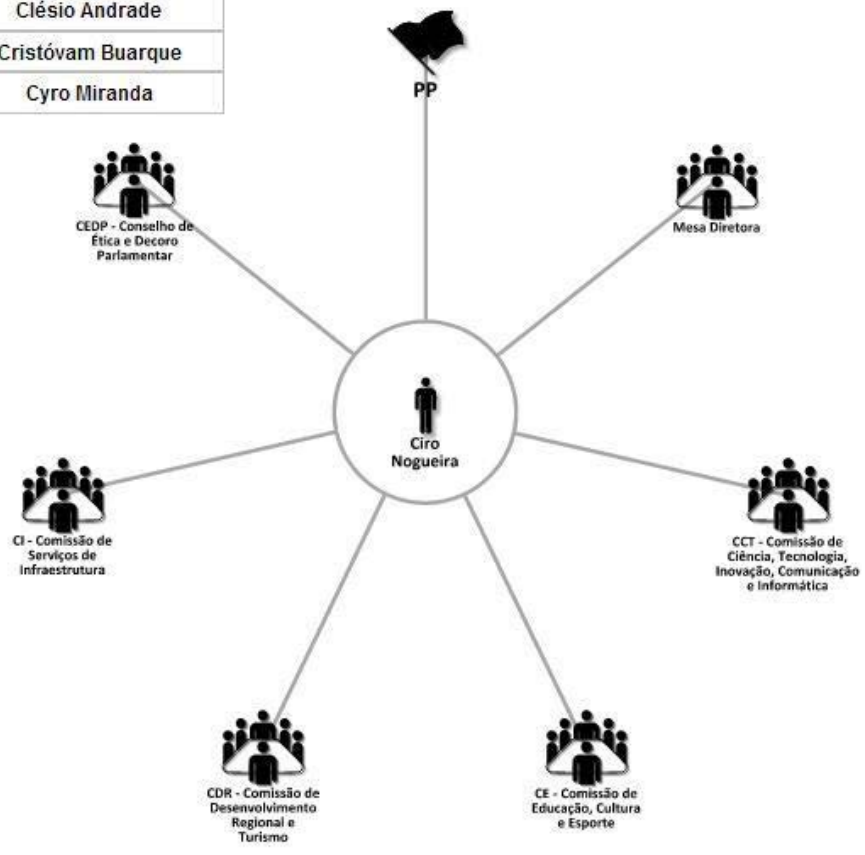 Clésio Andrade
Cristóvam Buarque
Cyro Miranda
PP
CEDP - Conselho de
Ética e Decoro
Parlamentar
Mesa Diretora
Ciro
Nogueira
CI - Comissão de
Serviços de
Infraestrutura
CCT - Comissão de
Ciência, Tecnologia,
Inovação, Comunicação
e Informática
CDR - Comissão de
Desenvolvimento
Regional e
Turismo
CE - Comissão de
Educação, Cultura
e Esporte